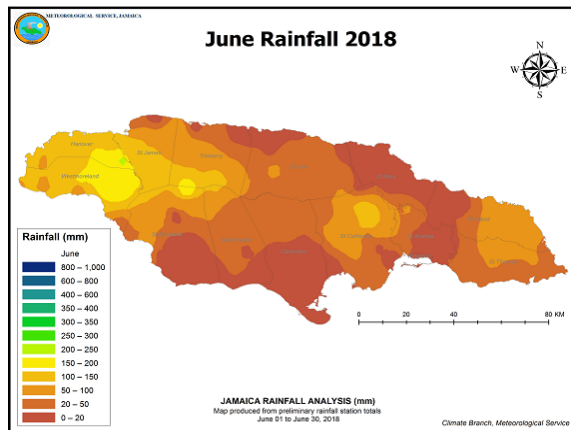 METEOROLOGICAL SERVICE, JAMAICA
June Rainfall 2018
N
W E
S
Hanover
St James
Trelawny
Westmoreland
St Catherine
St Thomas
Rainfall (mm)
June
800 – 1,000
600 – 800
400 – 600
350 – 400
300 – 350
250 – 300
200 – 250
150 – 200
100 – 150
50 – 100
20 – 50
0 – 20
0 20 40 80 KM
JAMAICA RAINFALL ANALYSIS (mm)
Map produced from preliminary rainfall station totals
June 01 to June 30, 2018
Climate Branch, Meteorological Service